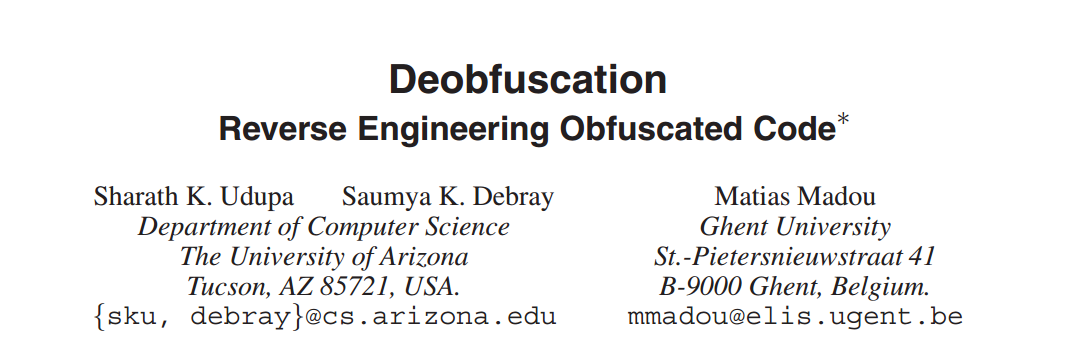 Deobfuscation
Reverse Engineering Obfuscated Code*
Sharath K. Udupa Saumya K. Debray
Department of Computer Science
The University of Arizona
Tucson, AZ 85721, USA.
{sku, debray}@cs.arizona.edu
Matias Madou
Ghent University
St.-Pietersnieuwstraat 41
B-9000 Ghent, Belgium.
mmadou@elis.ugent.be